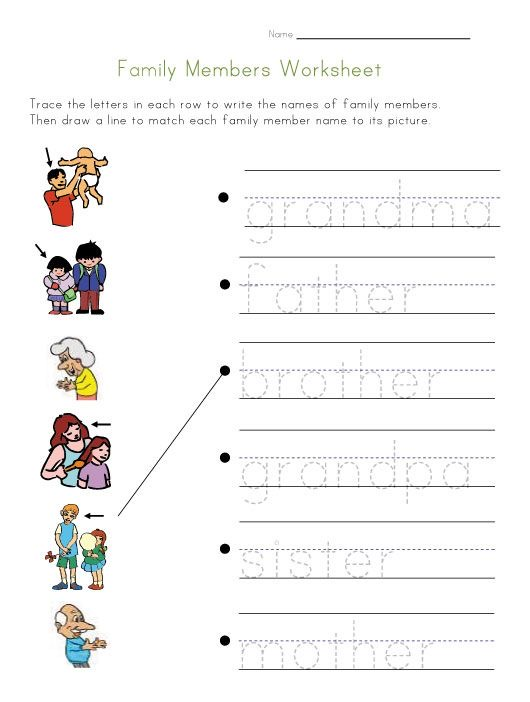 Name
Family Members Worksheet
Trace the letters in each row to write the names of family members.
Then draw a line to match each family member name to its picture.
grandma
father
brother
grandpa
sister
mother